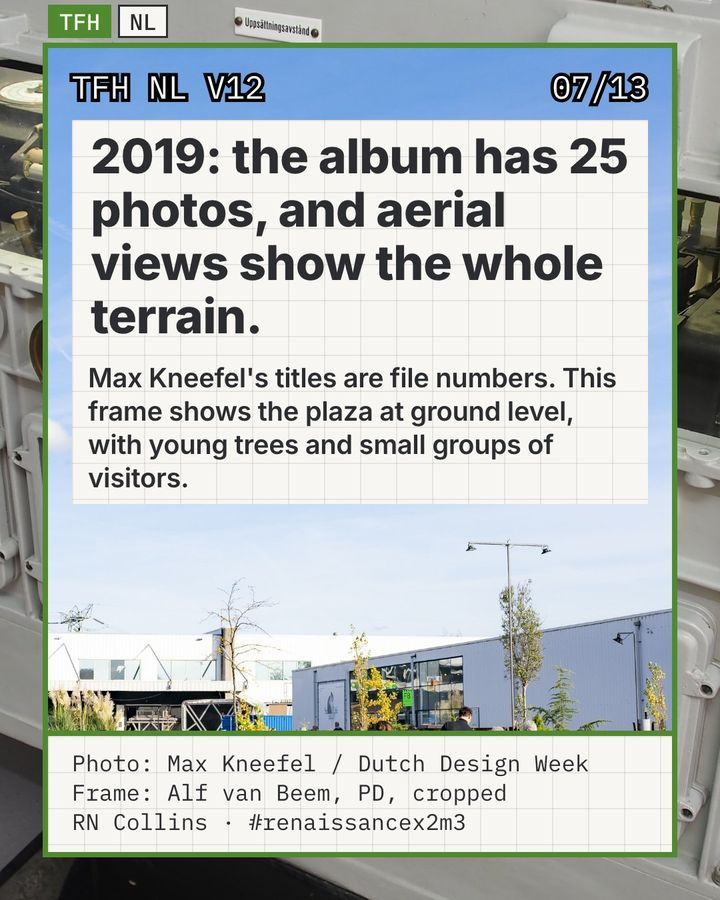 TFH NL
Uppsättningsavstånd
TFH NL V12
07/13
2019: the album has 25
photos, and aerial
views show the whole
terrain.
Max Kneefel's titles are file numbers. This
frame shows the plaza at ground level,
with young trees and small groups of
visitors.
Photo: Max Kneefel / Dutch Design Week
Frame: Alf van Beem, PD, cropped
RN Collins · #renaissancex2m3